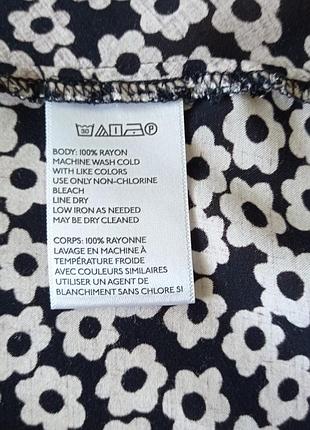 30 P
BODY: 100% RAYON
MACHINE WASH COLD
WITH LIKE COLORS
USE ONLY NON-CHLORINE
BLEACH
LINE DRY
LOW IRON AS NEEDED
MAY BE DRY CLEANED
CORPS: 100% RAYONNE
LAVAGE EN MACHINE À
TEMPÉRATURE FROIDE
AVEC COULEURS SIMILAIRES
UTILISER UN AGENT DE
BLANCHIMENT SANS CHLORE SI